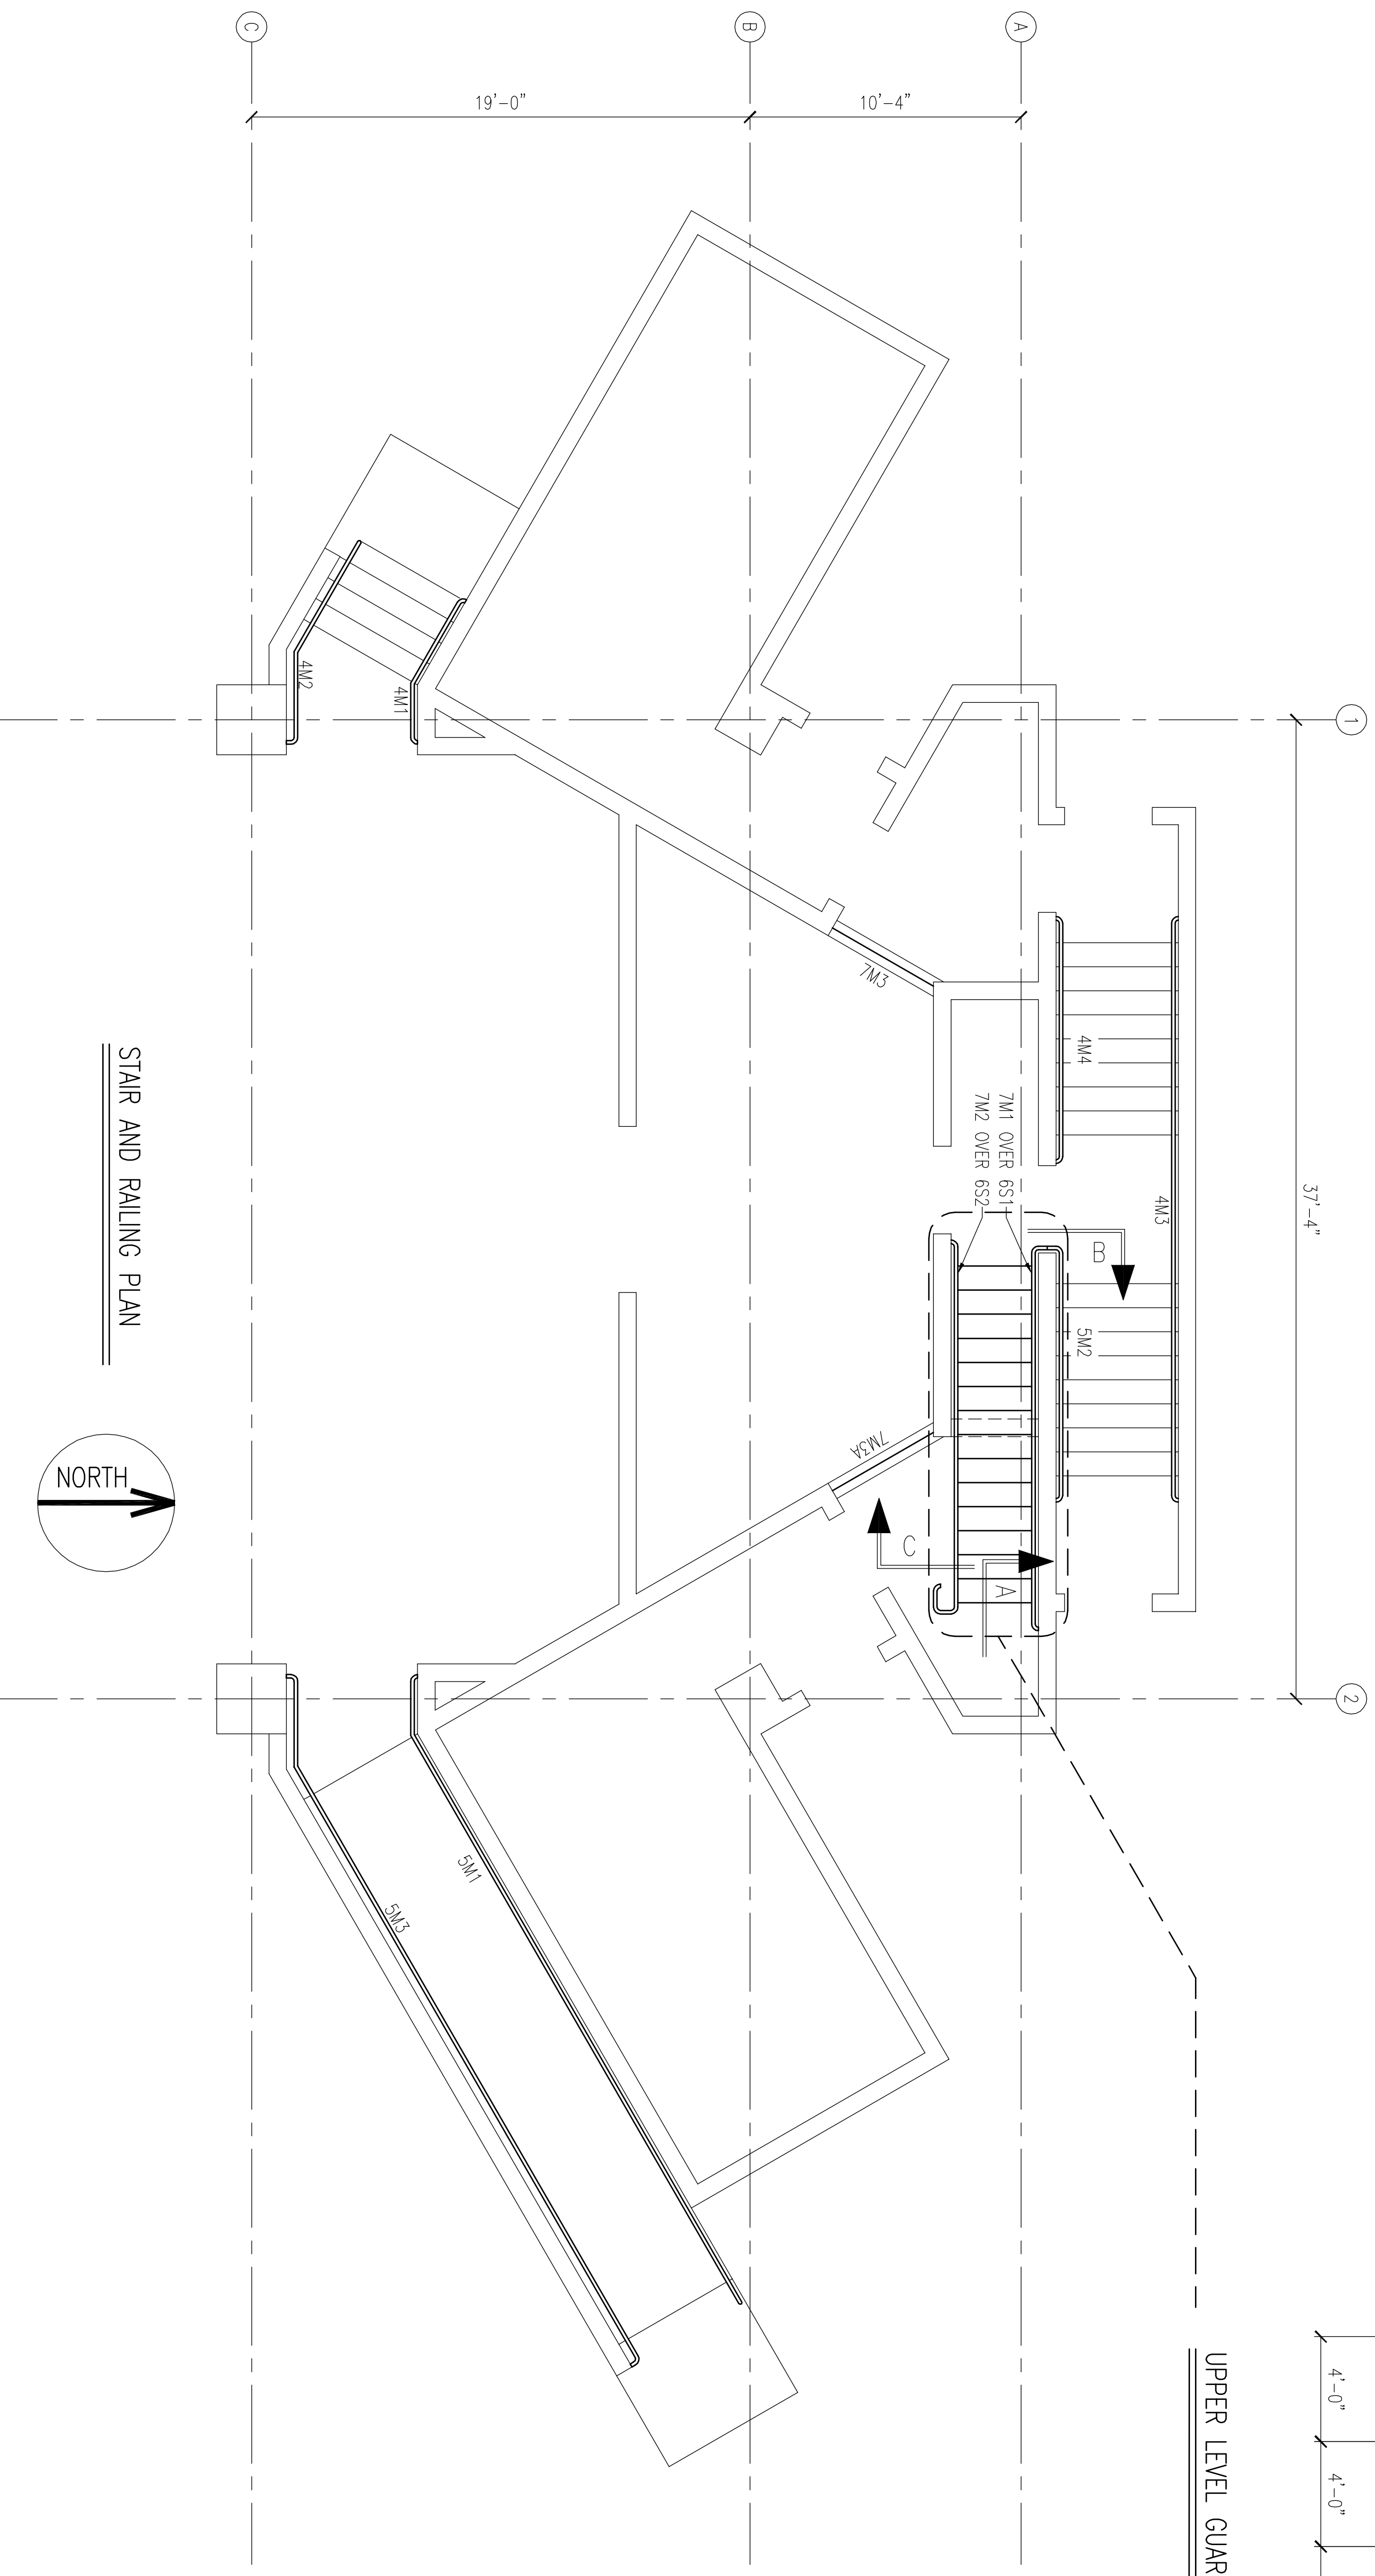 C
B
A
19'-0"
10'-4"
1
4M2
4M1
7M3
4M4
7M1 OVER 6S1
7M2 OVER 6S2
4M3
37'-4"
B
5M2
7M3A
C
A
STAIR AND RAILING PLAN
NORTH
2
5M1
5M3
4'-0"
4'-0"
UPPER LEVEL GUAR